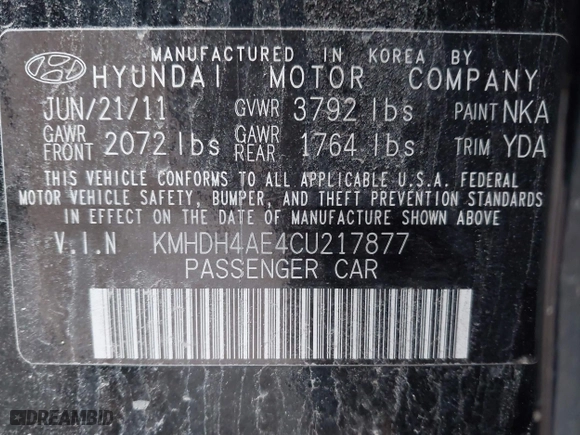 MANUFACTURED IN KOREA BY
HYUNDAI MOTOR COMPANY
JUN/21/11 GVWR 3792 lbs PAINT NKA
GAWR FRONT 2072 lbs GAWR REAR 1764 lbs TRIM YDA
THIS VEHICLE CONFORMS TO ALL APPLICABLE U.S.A. FEDERAL
MOTOR VEHICLE SAFETY, BUMPER, AND THEFT PREVENTION STANDARDS
IN EFFECT ON THE DATE OF MANUFACTURE SHOWN ABOVE
V.I.N KMHDH4AE4CU217877
PASSENGER CAR
DREAMBID